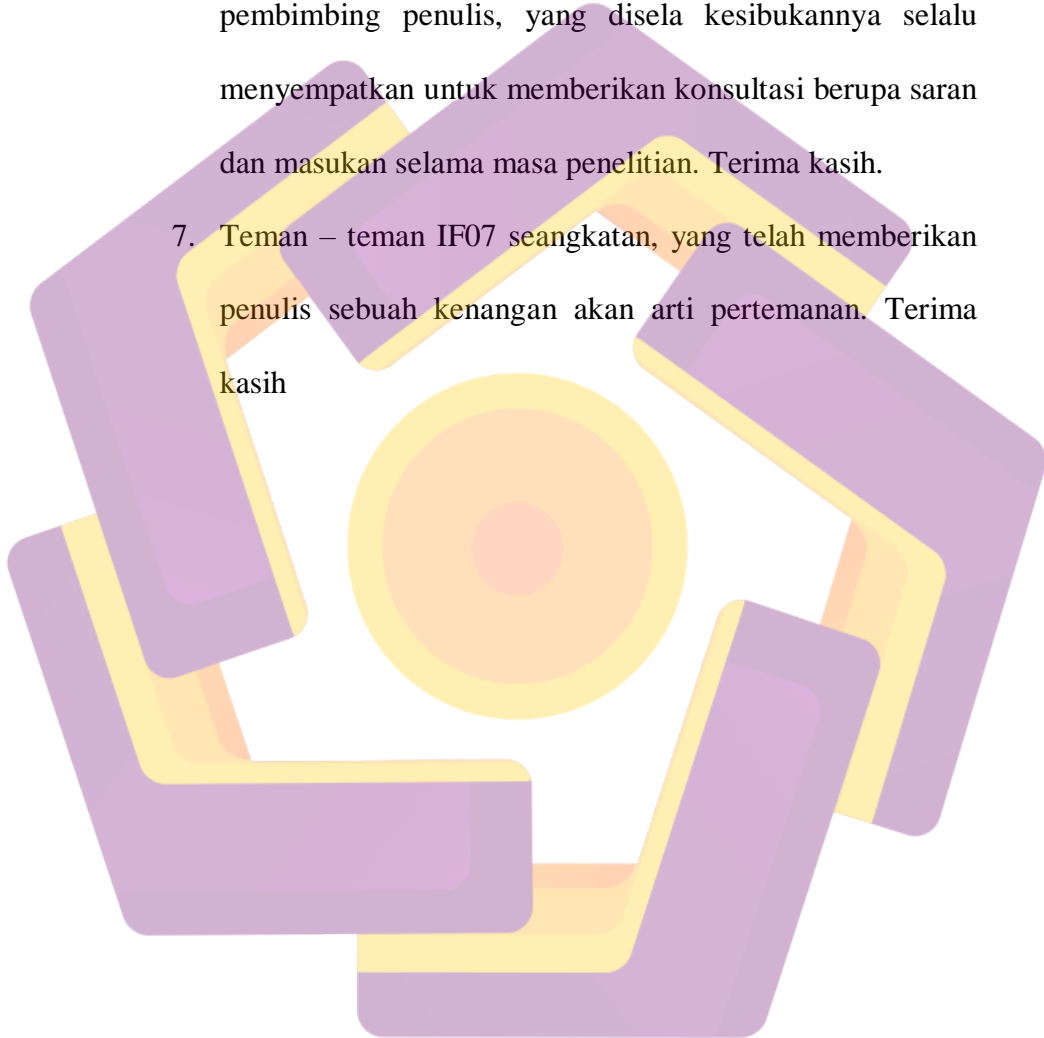 pembimbing penulis, yang disela kesibukannya selalu
menyempatkan untuk memberikan konsultasi berupa saran
dan masukan selama masa penelitian. Terima kasih.
7. Teman – teman IF07 seangkatan, yang telah memberikan
penulis sebuah kenangan akan arti pertemanan. Terima
kasih